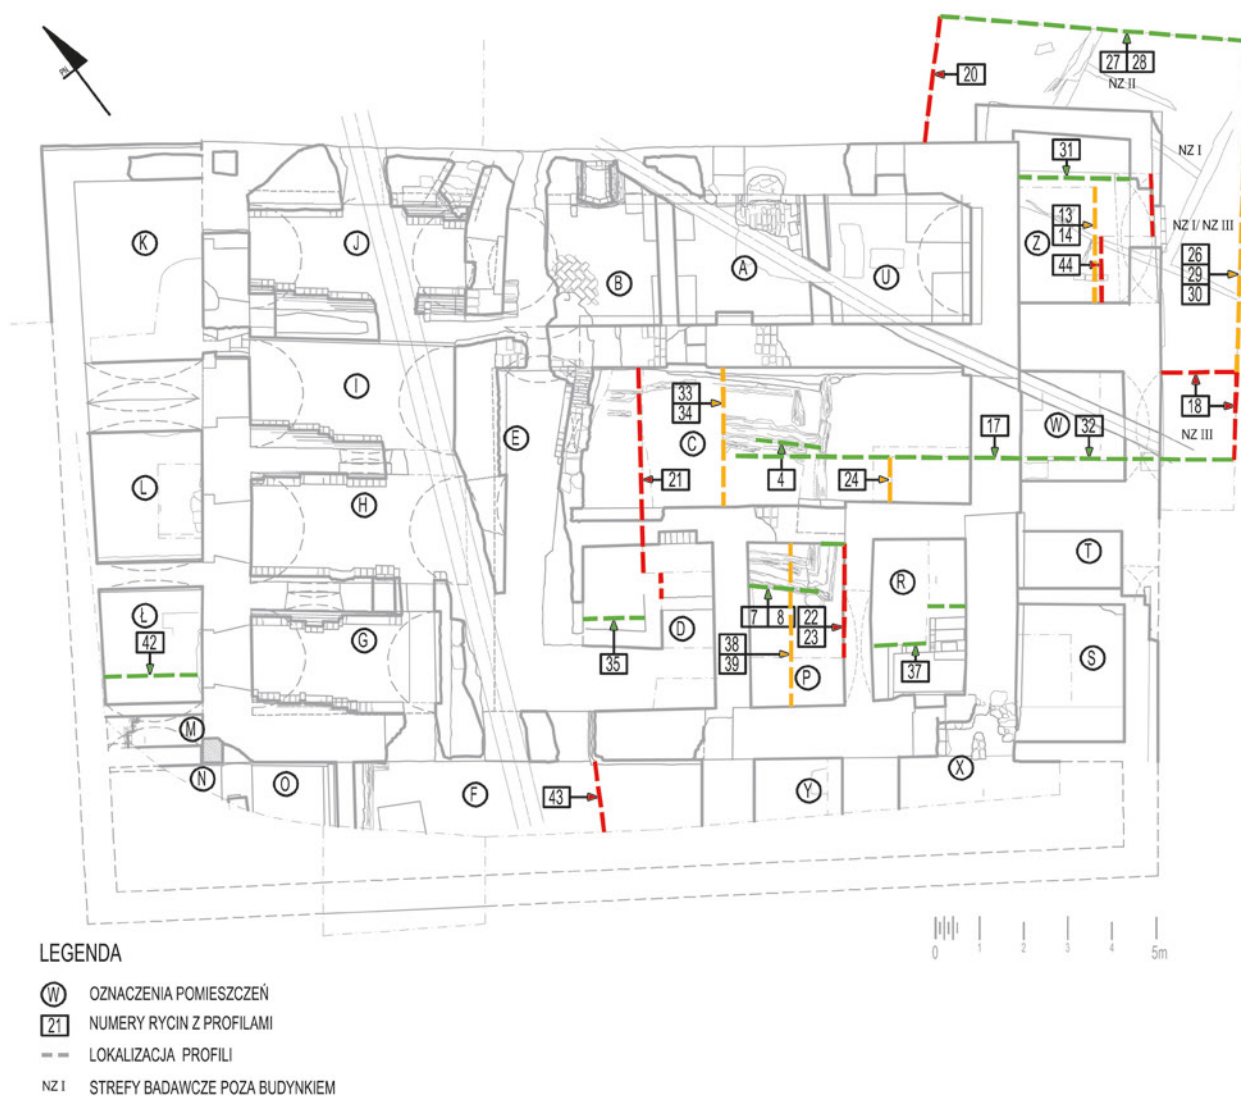 PN
20
27 28
NZ II
31
NZ I
K
J
13
14
NZ I/ NZ III
Z
B
A
U
44
26
29
30
I
33
34
18
E
C
17
W
32
NZ III
L
21
4
24
H
T
R
Ł
42
G
7 8
22
23
D
38
39
35
P
37
S
M
N
O
F
43
Y
X
0 1 2 3 4 5m
LEGENDA
W OZNACZENIA POMIESZCZEŃ
21 NUMERY RYCIN Z PROFILAMI
LOKALIZACJA PROFILI
NZ I STREFY BADAWCZE POZA BUDYNKIEM